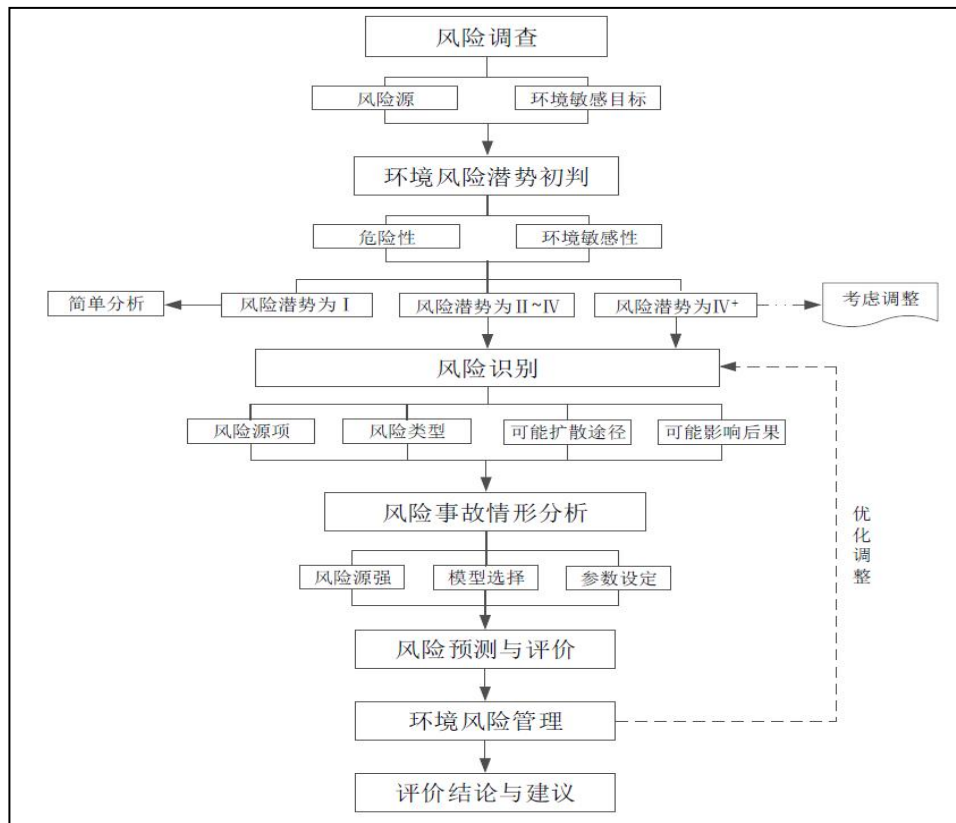 风险调查
风险源
环境敏感目标
环境风险潜势初判
危险性
环境敏感性
简单分析
风险潜势为Ⅰ
风险潜势为Ⅱ~Ⅳ
风险潜势为Ⅳ⁺
考虑调整
风险识别
风险源项
风险类型
可能扩散途径
可能影响后果
风险事故情形分析
风险源强
模型选择
参数设定
优化调整
风险预测与评价
环境风险管理
评价结论与建议